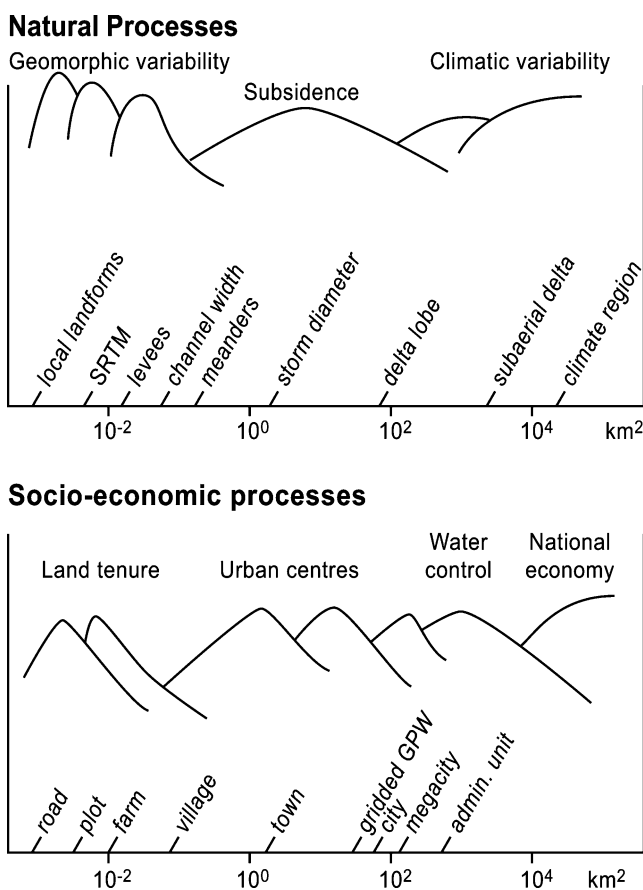 Natural Processes
Geomorphic variability
Climatic variability
Subsidence
local landforms
SRTM
levees
channel width
meanders
storm diameter
delta lobe
subaerial delta
climate region
10-2
100
102
104
km2
Socio-economic processes
Land tenure
Urban centres
Water
control
National
economy
road
plot
farm
village
town
gridded GPW
city
megacity
admin. unit
10-2
100
102
104
km2